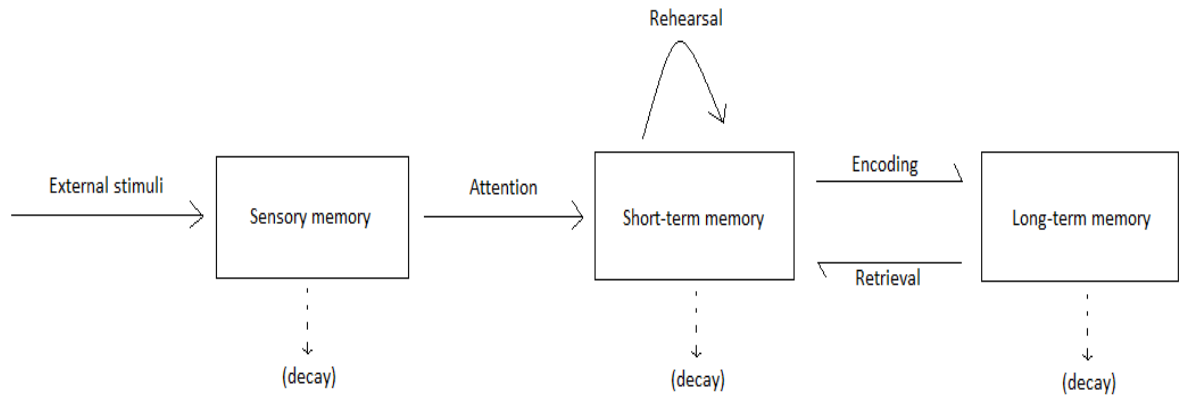 Rehearsal
External stimuli
Sensory memory
Attention
Short-term memory
Encoding
Retrieval
Long-term memory
(decay)
(decay)
(decay)